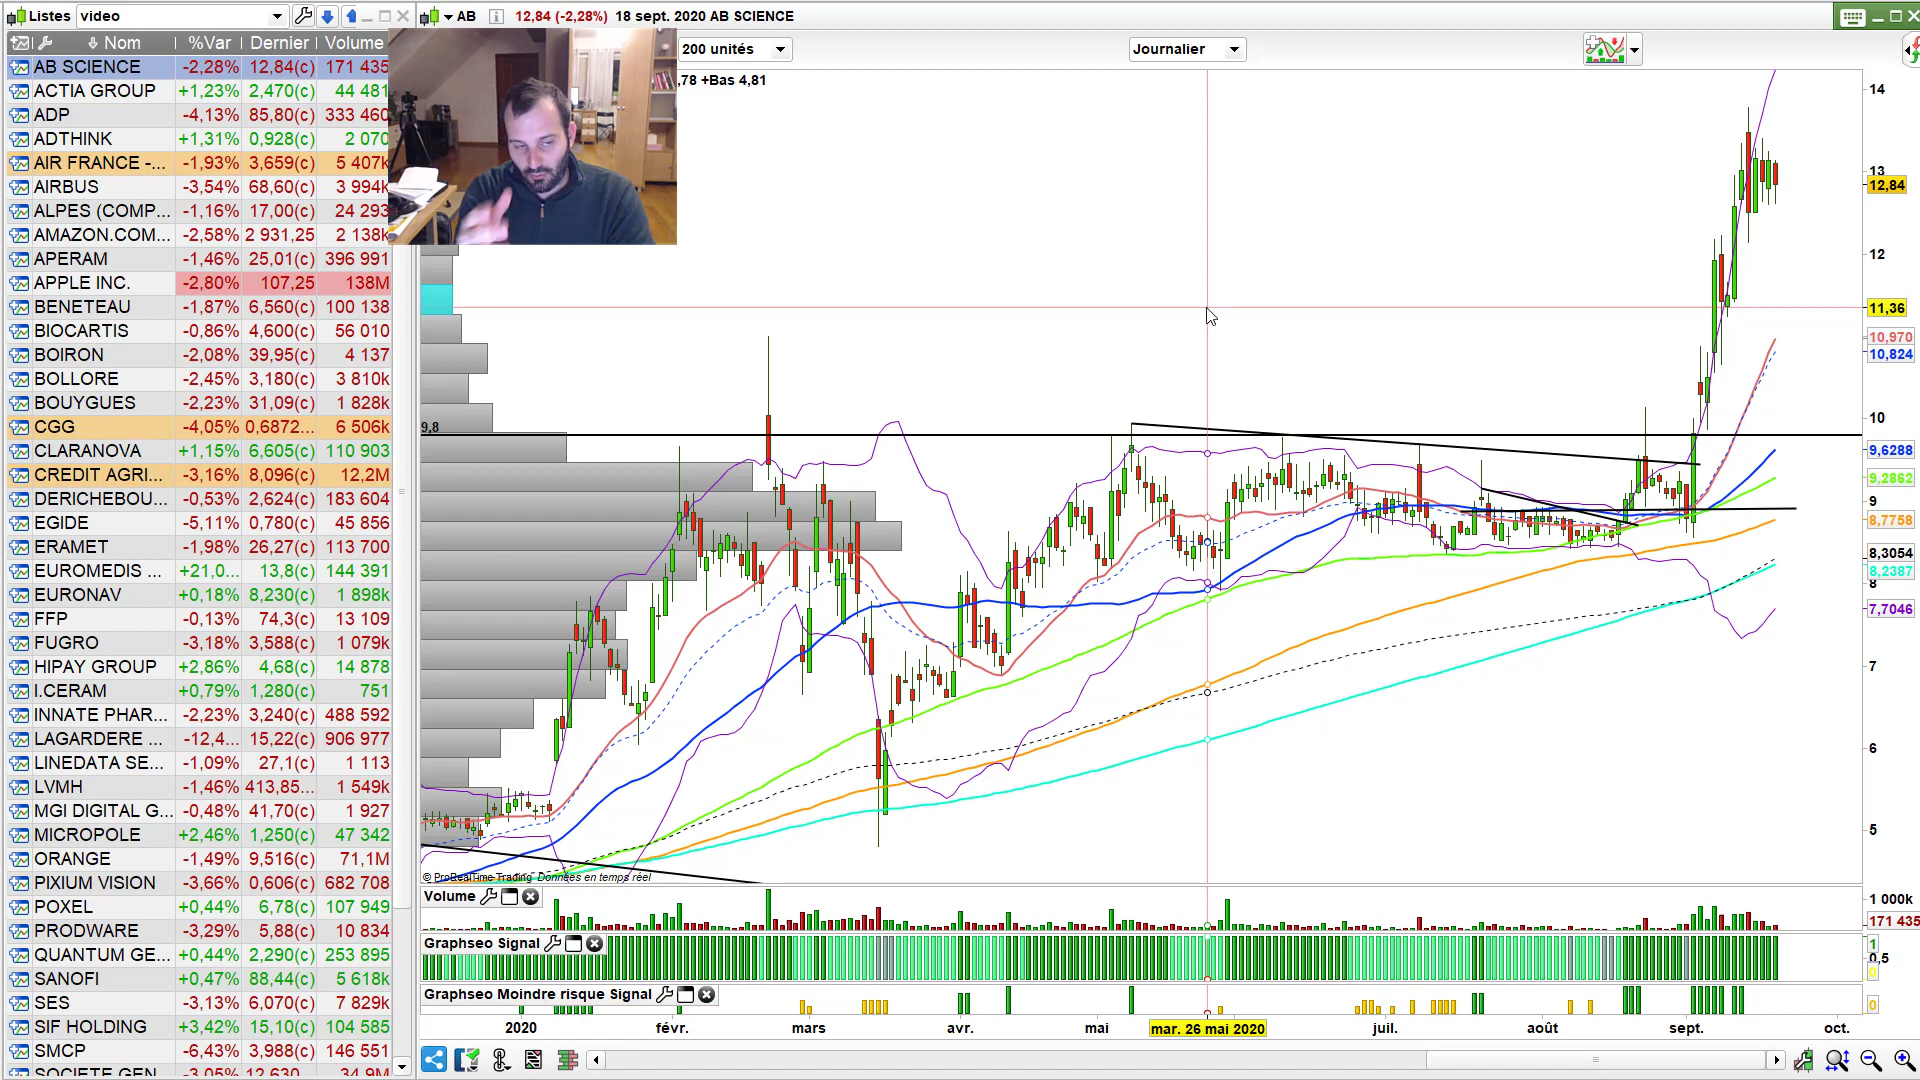 Listes video
AB 12,84 (-2,28%) 18 sept. 2020 AB SCIENCE
Nom %Var Dernier Volume
200 unités Journalier
,78 +Bas 4,81
AB SCIENCE -2,28% 12,84(c) 171 435
ACTIA GROUP +1,23% 2,470(c) 44 481
ADP -4,13% 85,80(c) 333 460
ADTHINK +1,31% 0,928(c) 2 070
AIR FRANCE -... -1,93% 3,659(c) 5 407k
AIRBUS -3,54% 68,60(c) 3 994k
ALPES (COMP... -1,16% 17,00(c) 24 293
AMAZON.COM... -2,58% 2 931,25 2 138k
APERAM -1,46% 25,01(c) 396 991
APPLE INC. -2,80% 107,25 138M
BENETEAU -1,87% 6,560(c) 100 138
BIOCARTIS -0,86% 4,600(c) 56 010
BOIRON -2,08% 39,95(c) 4 137
BOLLORE -2,45% 3,180(c) 3 810k
BOUYGUES -2,23% 31,09(c) 1 828k
CGG -4,05% 0,6872... 6 506k
CLARANOVA +1,15% 6,605(c) 110 903
CREDIT AGRI... -3,16% 8,096(c) 12,2M
DERICHEBOU... -0,53% 2,624(c) 183 604
EGIDE -5,11% 0,780(c) 45 856
ERAMET -1,98% 26,27(c) 113 700
EUROMEDIS ... +21,0... 13,8(c) 144 391
EURONAV +0,18% 8,230(c) 1 898k
FFP -0,13% 74,3(c) 13 109
FUGRO -3,18% 3,588(c) 1 079k
HIPAY GROUP +2,86% 4,68(c) 14 878
I.CERAM +0,79% 1,280(c) 751
INNATE PHAR... -2,23% 3,240(c) 488 592
LAGARDERE ... -12,4... 15,22(c) 906 977
LINEDATA SE... -1,09% 27,1(c) 1 113
LVMH -1,46% 413,85... 1 549k
MGI DIGITAL G... -0,48% 41,70(c) 1 927
MICROPOLE +2,46% 1,250(c) 47 342
ORANGE -1,49% 9,516(c) 71,1M
PIXIUM VISION -3,66% 0,606(c) 682 708
POXEL +0,44% 6,78(c) 107 949
PRODWARE -3,29% 5,88(c) 10 834
QUANTUM GE... +0,44% 2,290(c) 253 895
SANOFI +0,47% 88,44(c) 5 618k
SES -3,13% 6,070(c) 7 829k
SIF HOLDING +3,42% 15,10(c) 104 585
SMCP -6,43% 3,988(c) 146 551
SOCIETE GEN -3,05% 12,630 34,9M
14
13
12,84
12
11,36
10,970
10,824
10
9,8
9,6288
9,2862
9
8,7758
8,3054
8,2387
8
7,7046
7
6
5
© ProRealTime Trading Données en temps réel
Volume
1 000k
171 435
Graphseo Signal
1
0,5
0
Graphseo Moindre risque Signal
0
2020 févr. mars avr. mai mar. 26 mai 2020 juil. août sept. oct.